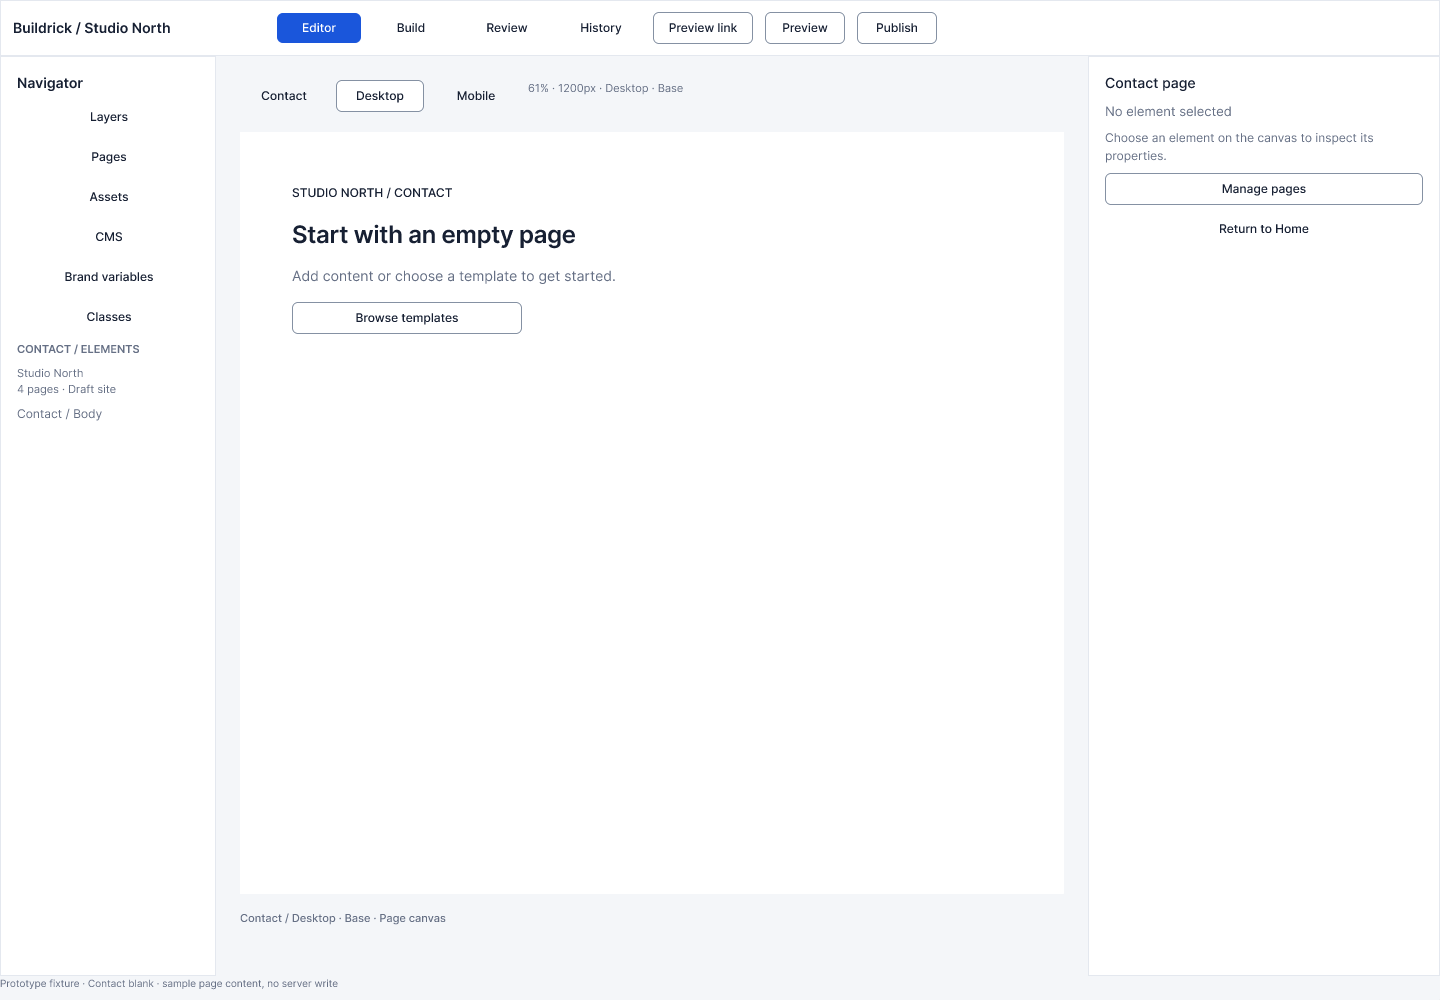 Buildrick / Studio North
Editor
Build
Review
History
Preview link
Preview
Publish
Navigator
Layers
Pages
Assets
CMS
Brand variables
Classes
CONTACT / ELEMENTS
Studio North
4 pages · Draft site
Contact / Body
Contact
Desktop
Mobile
61% · 1200px · Desktop · Base
STUDIO NORTH / CONTACT
Start with an empty page
Add content or choose a template to get started.
Browse templates
Contact / Desktop · Base · Page canvas
Contact page
No element selected
Choose an element on the canvas to inspect its
properties.
Manage pages
Return to Home
Prototype fixture · Contact blank · sample page content, no server write